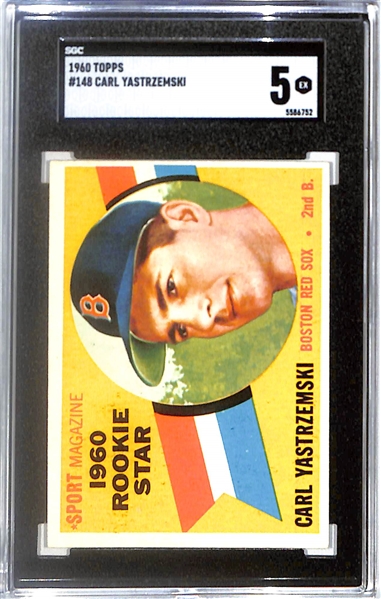 SGC
1960 TOPPS
#148 CARL YASTRZEMSKI
5
EX
5586752
★SPORT MAGAZINE
1960
ROOKIE
STAR
B
CARL YASTRZEMSKI
BOSTON RED SOX • 2nd B.